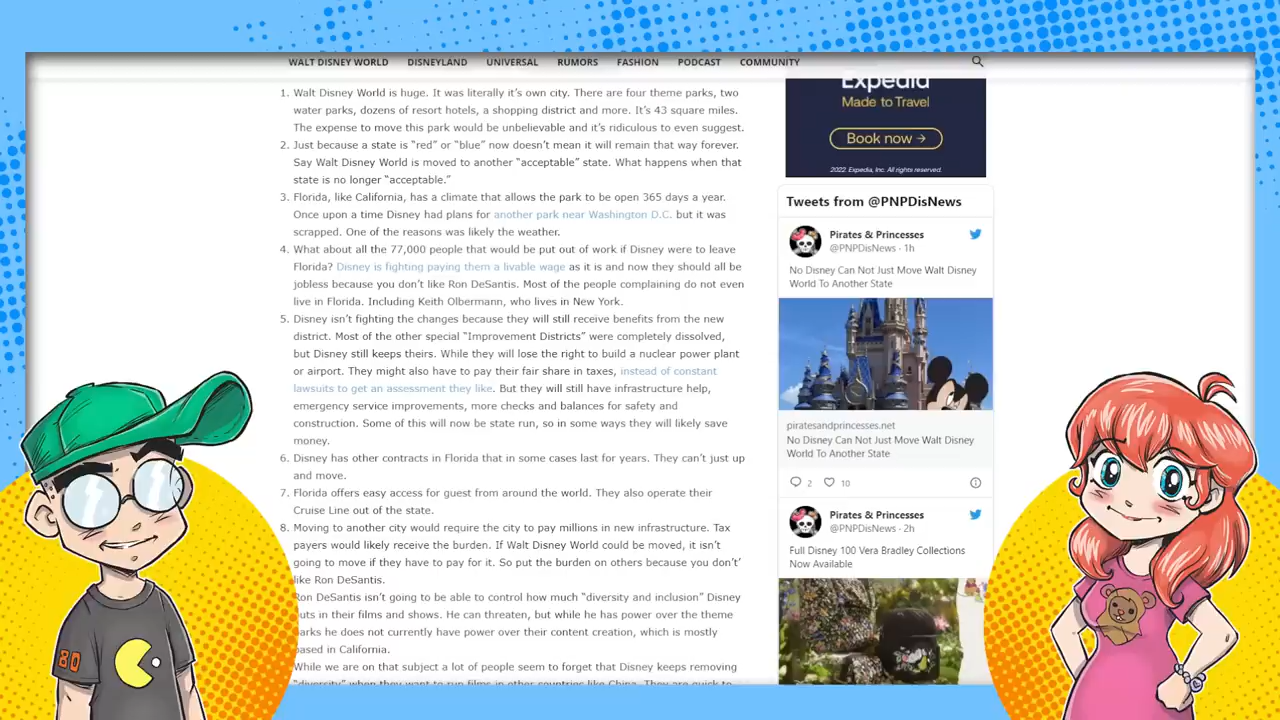 WALT DISNEY WORLD DISNEYLAND UNIVERSAL RUMORS FASHION PODCAST COMMUNITY
1. Walt Disney World is huge. It was literally it's own city. There are four theme parks, two
water parks, dozens of resort hotels, a shopping district and more. It's 43 square miles.
The expense to move this park would be unbelievable and it's ridiculous to even suggest.
2. Just because a state is “red” or “blue” now doesn't mean it will remain that way forever.
Say Walt Disney World is moved to another “acceptable” state. What happens when that
state is no longer “acceptable.”
3. Florida, like California, has a climate that allows the park to be open 365 days a year.
Once upon a time Disney had plans for another park near Washington D.C. but it was
scrapped. One of the reasons was likely the weather.
4. What about all the 77,000 people that would be put out of work if Disney were to leave
Florida? Disney is fighting paying them a livable wage as it is and now they should all be
jobless because you don't like Ron DeSantis. Most of the people complaining do not even
live in Florida. Including Keith Olbermann, who lives in New York.
5. Disney isn't fighting the changes because they will still receive benefits from the new
district. Most of the other special “Improvement Districts” were completely dissolved,
but Disney still keeps theirs. While they will lose the right to build a nuclear power plant
or airport. They might also have to pay their fair share in taxes, instead of constant
lawsuits to get an assessment they like. But they will still have infrastructure help,
emergency service improvements, more checks and balances for safety and
construction. Some of this will now be state run, so in some ways they will likely save
money.
6. Disney has other contracts in Florida that in some cases last for years. They can't just up
and move.
7. Florida offers easy access for guest from around the world. They also operate their
Cruise Line out of the state.
8. Moving to another city would require the city to pay millions in new infrastructure. Tax
payers would likely receive the burden. If Walt Disney World could be moved, it isn't
going to move if they have to pay for it. So put the burden on others because you don't'
like Ron DeSantis.
Ron DeSantis isn't going to be able to control how much “diversity and inclusion” Disney
uts in their films and shows. He can threaten, but while he has power over the theme
arks he does not currently have power over their content creation, which is mostly
ased in California.
While we are on that subject a lot of people seem to forget that Disney keeps removing
“diversity” when they want to run films in other countries like China. They are quick to
Expedia
Made to Travel
Book now →
2022 Expedia, Inc. All rights reserved.
Tweets from @PNPDisNews
Pirates & Princesses
@PNPDisNews · 1h
No Disney Can Not Just Move Walt Disney
World To Another State
piratesandprincesses.net
No Disney Can Not Just Move Walt Disney
World To Another State
2 10
Pirates & Princesses
@PNPDisNews · 2h
Full Disney 100 Vera Bradley Collections
Now Available
80